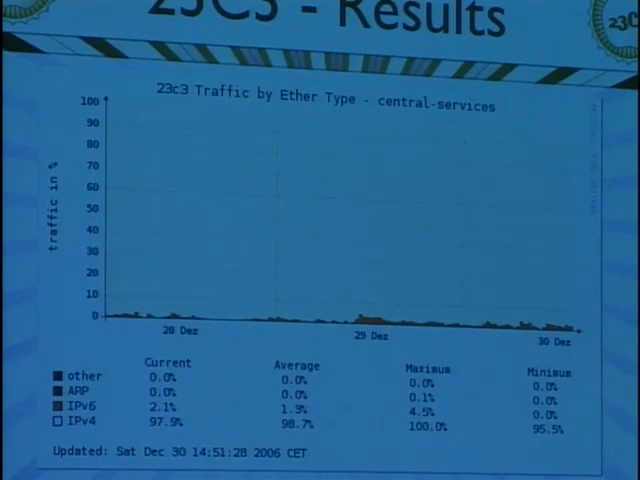 23C3 - Results
23C
23c3 Traffic by Ether Type - central-services
traffic in %
100
90
80
70
60
50
40
30
20
10
0
28 Dez
29 Dez
30 Dez
Current Average Maximum Minimum
other 0.0% 0.0% 0.0% 0.0%
ARP 0.0% 0.0% 0.1% 0.0%
IPv6 2.1% 1.3% 4.5% 0.0%
IPv4 97.9% 98.7% 100.0% 95.5%
Updated: Sat Dec 30 14:51:28 2006 CET